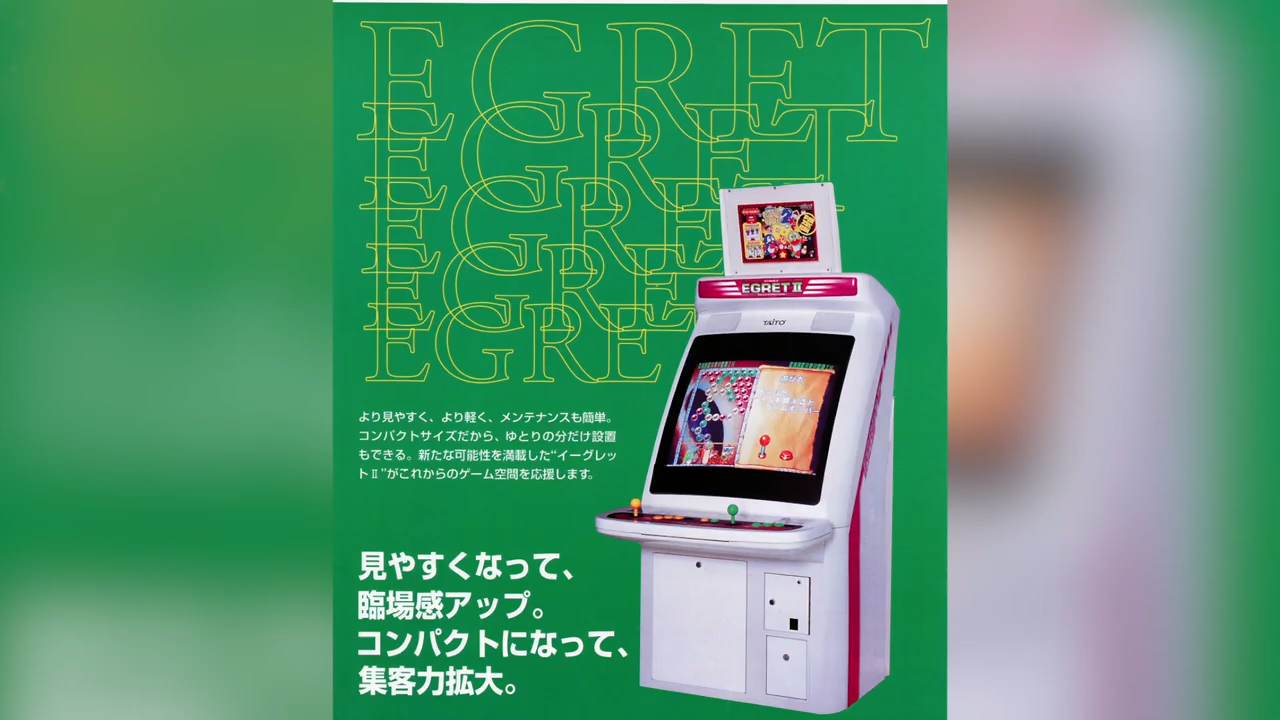 EGRET
EGRET
EGRET
EGRE
EGRE
EGRET II
TAITO
より見やすく、より軽く、メンテナンスも簡単。
コンパクトサイズだから、ゆとりの分だけ設置
もできる。新たな可能性を満載した“イーグレッ
トⅡ”がこれからのゲーム空間を応援します。
見やすくなって、
臨場感アップ。
コンパクトになって、
集客力拡大。